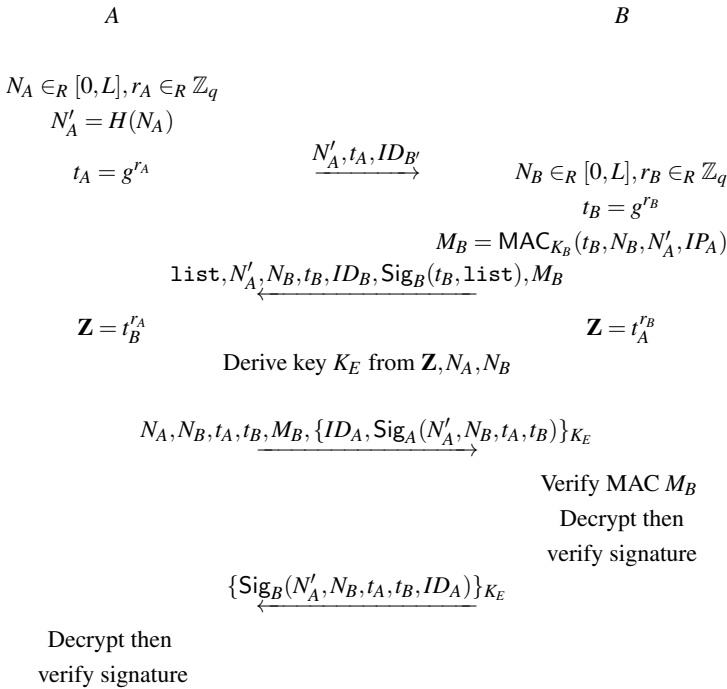 A B
N_A ∈_R [0,L], r_A ∈_R ℤ_q
N'_A = H(N_A)
t_A = g^{r_A} N'_A, t_A, ID_{B'} N_B ∈_R [0,L], r_B ∈_R ℤ_q
t_B = g^{r_B}
M_B = MAC_{K_B}(t_B, N_B, N'_A, IP_A)
list, N'_A, N_B, t_B, ID_B, Sig_B(t_B, list), M_B
Z = t_B^{r_A} Z = t_A^{r_B}
Derive key K_E from Z, N_A, N_B
N_A, N_B, t_A, t_B, M_B, {ID_A, Sig_A(N'_A, N_B, t_A, t_B)}_{K_E}
Verify MAC M_B
Decrypt then
verify signature
{Sig_B(N'_A, N_B, t_A, t_B, ID_A)}_{K_E}
Decrypt then
verify signature